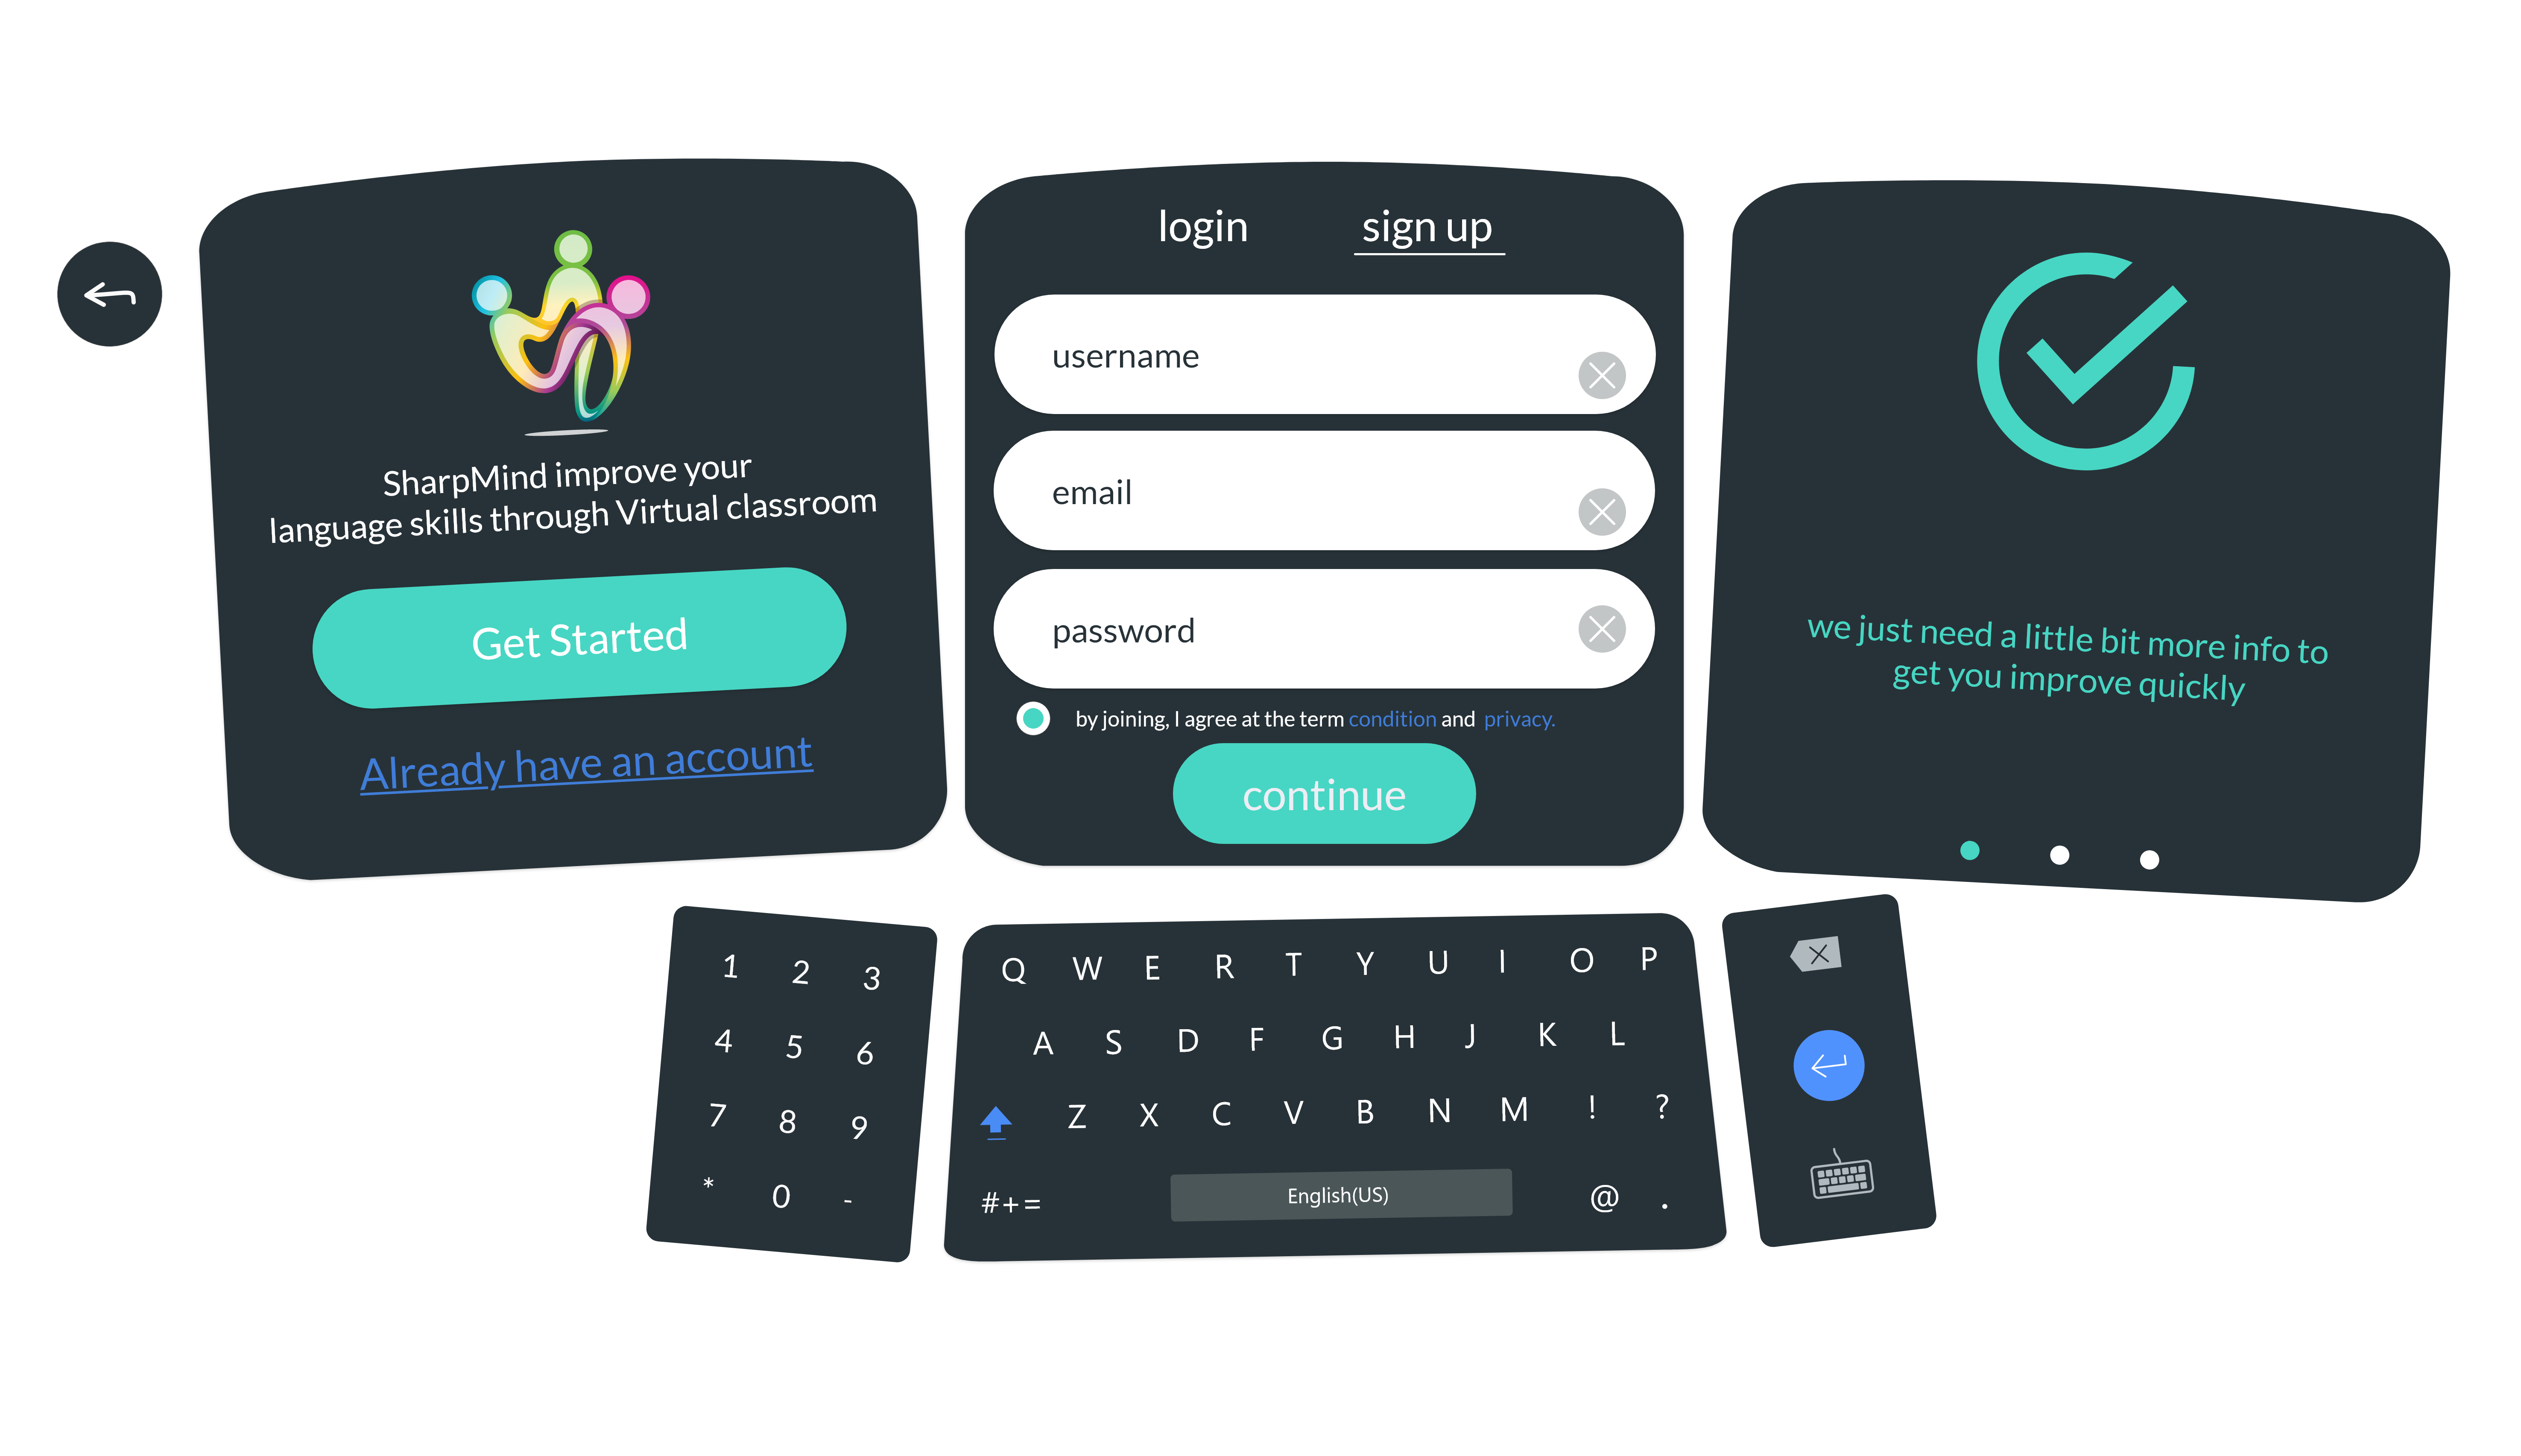 SharpMind improve your
language skills through Virtual classroom
Get Started
Already have an account
login sign up
username
email
password
by joining, I agree at the term condition and privacy.
continue
we just need a little bit more info to
get you improve quickly
1 2 3
4 5 6
7 8 9
* 0 -
Q W E R T Y U I O P
A S D F G H J K L
Z X C V B N M ! ?
#+= English(US) @ .